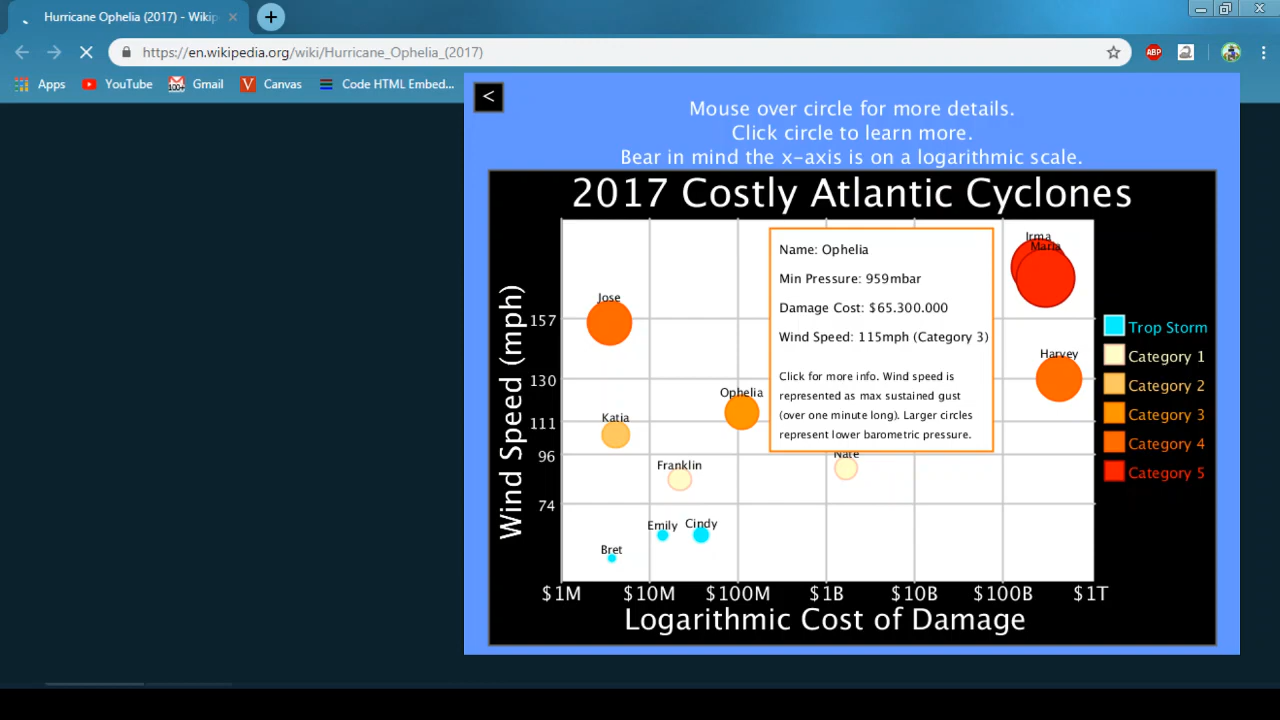 Hurricane Ophelia (2017) - Wikip
https://en.wikipedia.org/wiki/Hurricane_Ophelia_(2017)
ABP
Apps YouTube 100+ Gmail Canvas Code HTML Embed...
<
Mouse over circle for more details.
Click circle to learn more.
Bear in mind the x-axis is on a logarithmic scale.
2017 Costly Atlantic Cyclones
Name: Ophelia
Min Pressure: 959mbar
Damage Cost: $65.300.000
Wind Speed: 115mph (Category 3)
Click for more info. Wind speed is
represented as max sustained gust
(over one minute long). Larger circles
represent lower barometric pressure.
Irma
Maria
Jose
Harvey
Ophelia
Katia
Nate
Franklin
Emily
Cindy
Bret
Wind Speed (mph)
157
130
111
96
74
$1M $10M $100M $1B $10B $100B $1T
Logarithmic Cost of Damage
Trop Storm
Category 1
Category 2
Category 3
Category 4
Category 5